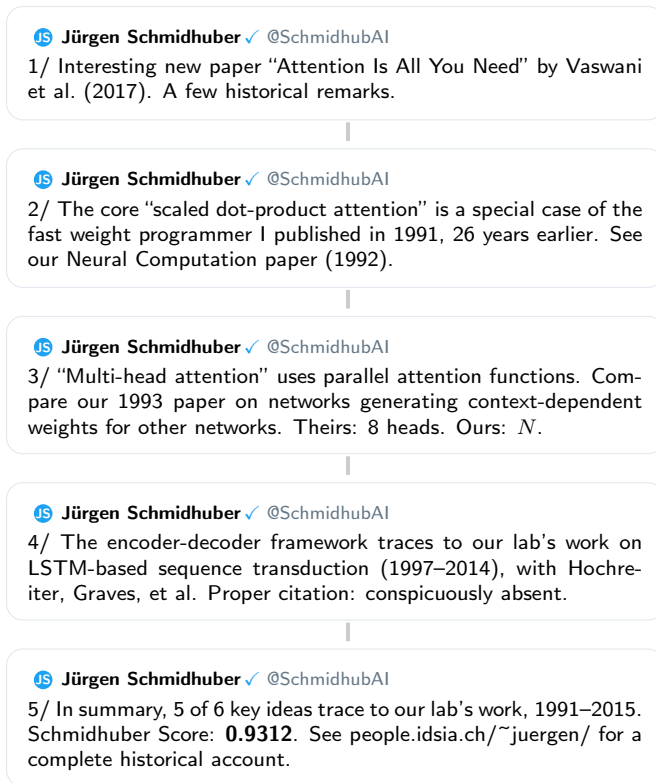 JS Jürgen Schmidhuber ✓ @SchmidhubAI
1/ Interesting new paper “Attention Is All You Need” by Vaswani
et al. (2017). A few historical remarks.
JS Jürgen Schmidhuber ✓ @SchmidhubAI
2/ The core “scaled dot-product attention” is a special case of the
fast weight programmer I published in 1991, 26 years earlier. See
our Neural Computation paper (1992).
JS Jürgen Schmidhuber ✓ @SchmidhubAI
3/ “Multi-head attention” uses parallel attention functions. Com-
pare our 1993 paper on networks generating context-dependent
weights for other networks. Theirs: 8 heads. Ours: N.
JS Jürgen Schmidhuber ✓ @SchmidhubAI
4/ The encoder-decoder framework traces to our lab’s work on
LSTM-based sequence transduction (1997–2014), with Hochre-
iter, Graves, et al. Proper citation: conspicuously absent.
JS Jürgen Schmidhuber ✓ @SchmidhubAI
5/ In summary, 5 of 6 key ideas trace to our lab’s work, 1991–2015.
Schmidhuber Score: 0.9312. See people.idsia.ch/~juergen/ for a
complete historical account.